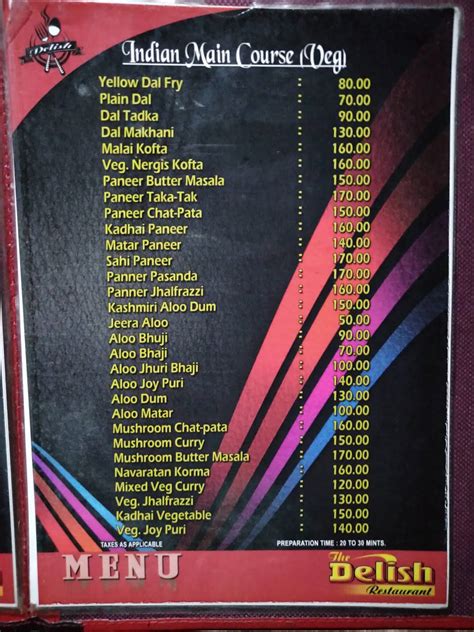 Delish
Indian Main Course (Veg)
Yellow Dal Fry : 80.00
Plain Dal : 70.00
Dal Tadka : 90.00
Dal Makhani : 130.00
Malai Kofta : 160.00
Veg. Nergis Kofta : 160.00
Paneer Butter Masala : 150.00
Paneer Taka-Tak : 170.00
Paneer Chat-Pata : 150.00
Kadhai Paneer : 160.00
Matar Paneer : 140.00
Sahi Paneer : 170.00
Panner Pasanda : 170.00
Panner Jhalfrazzi : 160.00
Kashmiri Aloo Dum : 150.00
Jeera Aloo : 50.00
Aloo Bhuji : 90.00
Aloo Bhaji : 70.00
Aloo Jhuri Bhaji : 100.00
Aloo Joy Puri : 140.00
Aloo Dum : 130.00
Aloo Matar : 100.00
Mushroom Chat-pata : 160.00
Mushroom Curry : 150.00
Mushroom Butter Masala : 170.00
Navaratan Korma : 160.00
Mixed Veg Curry : 120.00
Veg. Jhalfrazzi : 130.00
Kadhai Vegetable : 150.00
Veg. Joy Puri : 140.00
TAXES AS APPLICABLE PREPARATION TIME : 20 TO 30 MINTS.
MENU
The
Delish
Restaurant